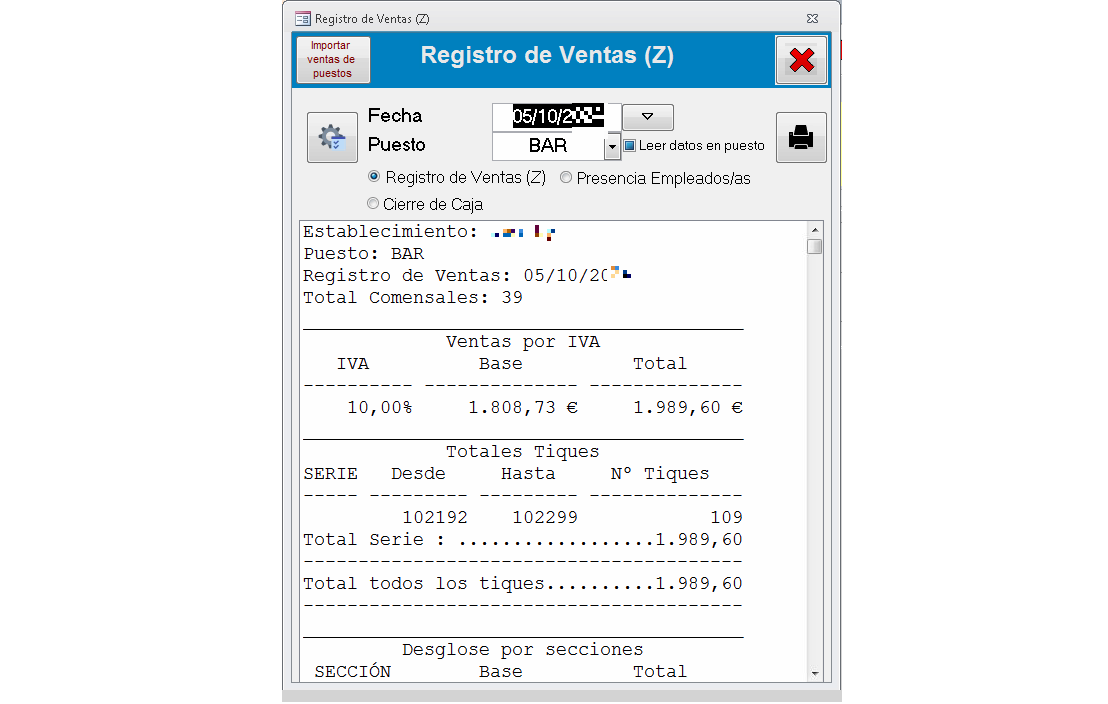 Registro de Ventas (Z)
Importar
ventas de
puestos
Registro de Ventas (Z)
Fecha
05/10/2
Puesto
BAR
Leer datos en puesto
Registro de Ventas (Z)
Presencia Empleados/as
Cierre de Caja
Establecimiento:
Puesto: BAR
Registro de Ventas: 05/10/20
Total Comensales: 39
Ventas por IVA
IVA Base Total
---------- -------------- --------------
10,00% 1.808,73 € 1.989,60 €
Totales Tiques
SERIE Desde Hasta Nº Tiques
----- --------- --------- --------------
102192 102299 109
Total Serie : ..................1.989,60
----------------------------------------
Total todos los tiques..........1.989,60
----------------------------------------
Desglose por secciones
SECCIÓN Base Total